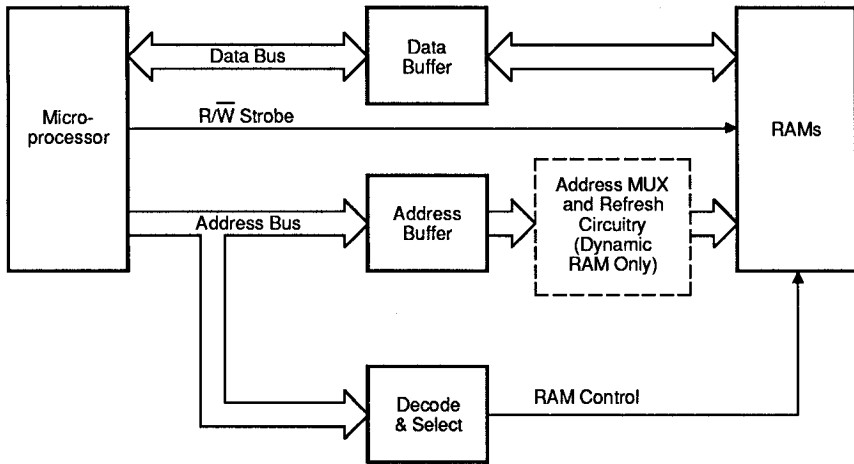 Data Bus
Data
Buffer
Micro-
processor
R/W̅ Strobe
RAMs
Address Bus
Address
Buffer
Address MUX
and Refresh
Circuitry
(Dynamic
RAM Only)
Decode
& Select
RAM Control